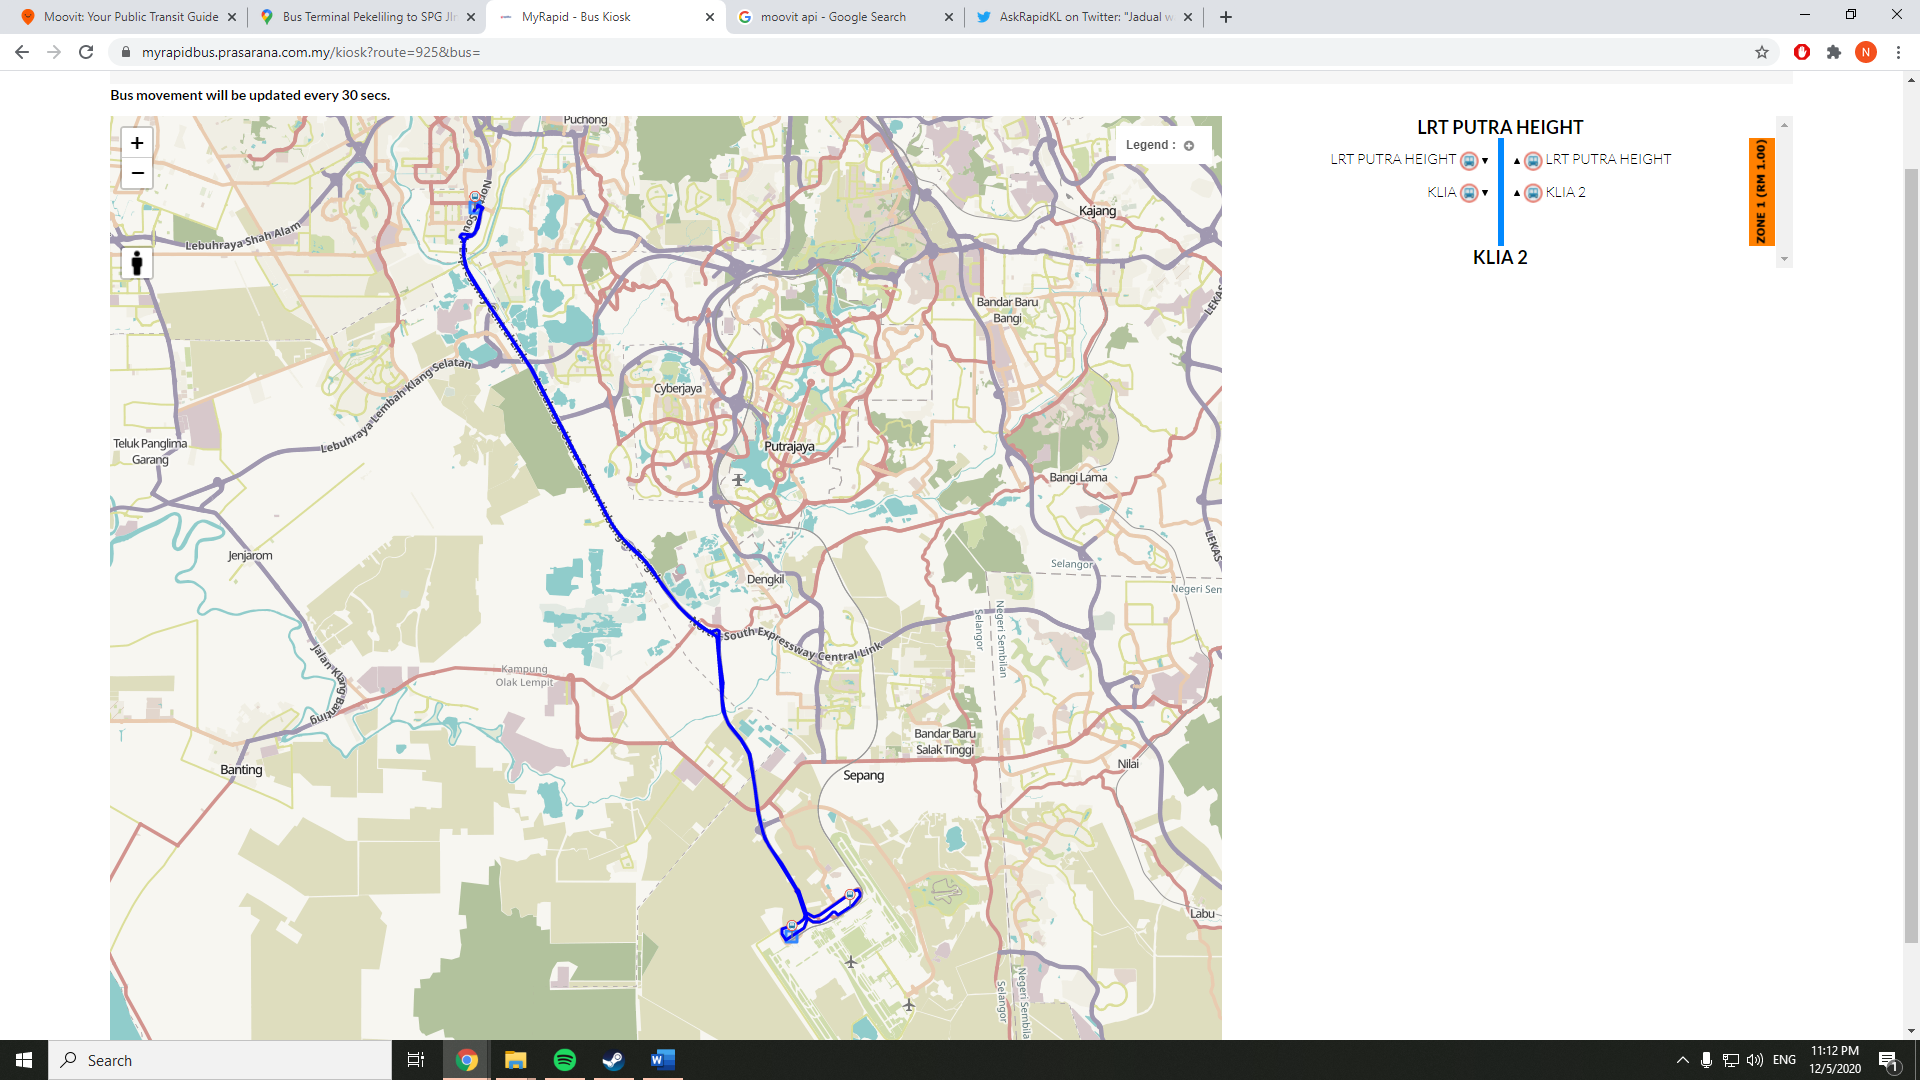 Moovit: Your Public Transit Guide
Bus Terminal Pekeliling to SPG Jln
MyRapid - Bus Kiosk
moovit api - Google Search
AskRapidKL on Twitter: "Jadual w
myrapidbus.prasarana.com.my/kiosk?route=925&bus=
N
Bus movement will be updated every 30 secs.
+
−
Legend :
Puchong
Lebuhraya Shah Alam
Kajang
LEKAS
Bandar Baru
Bangi
Lebuhraya Lembah Klang Selatan
Cyberjaya
Putrajaya
Teluk Panglima
Garang
Bangi Lama
Jenjarom
LEKAS
Selangor
Negeri Sem
Dengkil
Selangor
Negeri Sembilan
North South Expressway Central Link
Jalan Klang Banting
Kampung
Olak Lempit
Bandar Baru
Salak Tinggi
Banting
Sepang
Nilai
Labu
Selangor
Negeri Sembila
LRT PUTRA HEIGHT
LRT PUTRA HEIGHT
LRT PUTRA HEIGHT
KLIA
KLIA 2
KLIA 2
ZONE 1 (RM 1.00)
Search
ENG
11:12 PM
12/5/2020
1